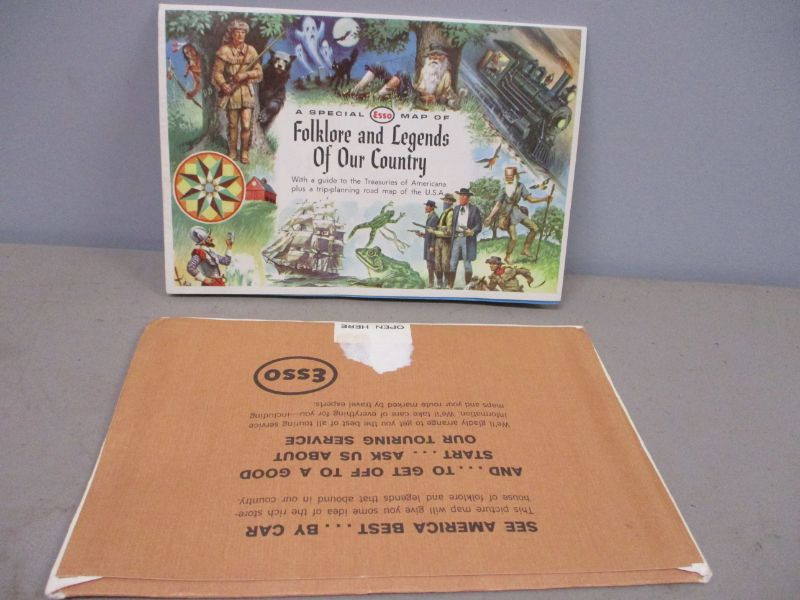 A SPECIAL Esso MAP OF
Folklore and Legends
Of Our Country
With a guide to the Treasuries of Americana
plus a trip-planning road map of the U.S.A.
SEE AMERICA BEST....BY CAR
This picture map will give you some idea of the rich store-
house of folklore and legends that abound in our country.
AND....TO GET OFF TO A GOOD
START....ASK US ABOUT
OUR TOURING SERVICE
We'll gladly arrange to get you the best of all touring service
information. We'll take care of everything for you—including
maps and your route marked by travel experts.
Esso
OPEN HERE